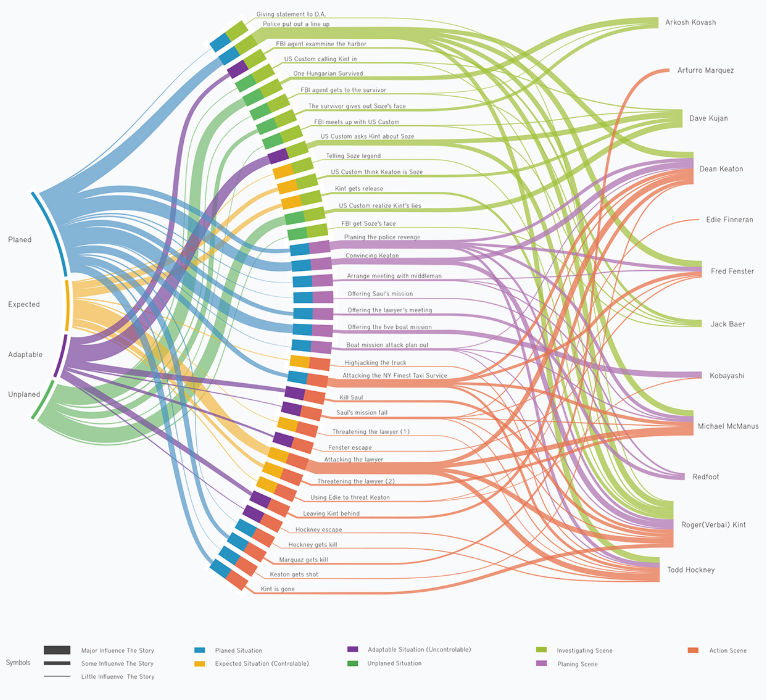 Giving statement to D.A.
Police put out a line up
FBI agent exammine the harbor
US Custom calling Kint in
One Hungarian Survived
FBI agent gets to the survivor
The survivor gives out Soze's face
FBI meets up with US Custom
US Custom asks Kint about Soze
Telling Soze legend
US Custom think Keaton is Soze
Kint gets release
US Custom realize Kint's lies
FBI get Soze's face
Planing the police revenge
Convincing Keaton
Arrange meeting with middleman
Offering Saul's mission
Offering the lawyer's meeting
Offering the five boat mission
Boat mission attack plan out
Highjacking the truck
Attacking the NY Finest Taxi Survice
Kill Saul
Saul's mission fail
Threatening the lawyer (1)
Fenster escape
Attacking the lawyer
Threatening the lawyer (2)
Using Edie to threat Keaton
Leaving Kint behind
Hockney escape
Hockney gets kill
Marquaz gets kill
Keaton gets shot
Kint is gone
Planed
Expected
Adaptable
Unplaned
Arkosh Kovash
Arturro Marquez
Dave Kujan
Dean Keaton
Edie Finneran
Fred Fenster
Jack Baer
Kobayashi
Michael McManus
Redfoot
Roger(Verbal) Kint
Todd Hockney
Symbols
Major Influence The Story
Some Influenve The Story
Little Influenve The Story
Planed Situation
Expected Situation (Controlable)
Adaptable Situation (Uncontrolable)
Unplaned Situation
Investigating Scene
Planing Scene
Action Scene